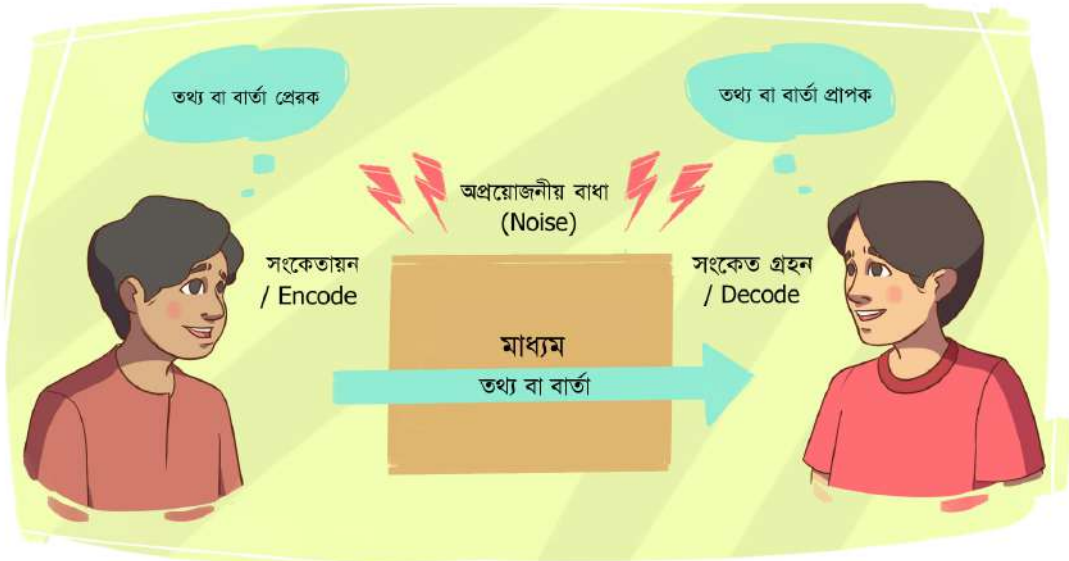 তথ্য বা বার্তা প্রেরক
তথ্য বা বার্তা প্রাপক
অপ্রয়োজনীয় বাধা
(Noise)
সংকেতায়ন
/ Encode
সংকেত গ্রহন
/ Decode
মাধ্যম
তথ্য বা বার্তা